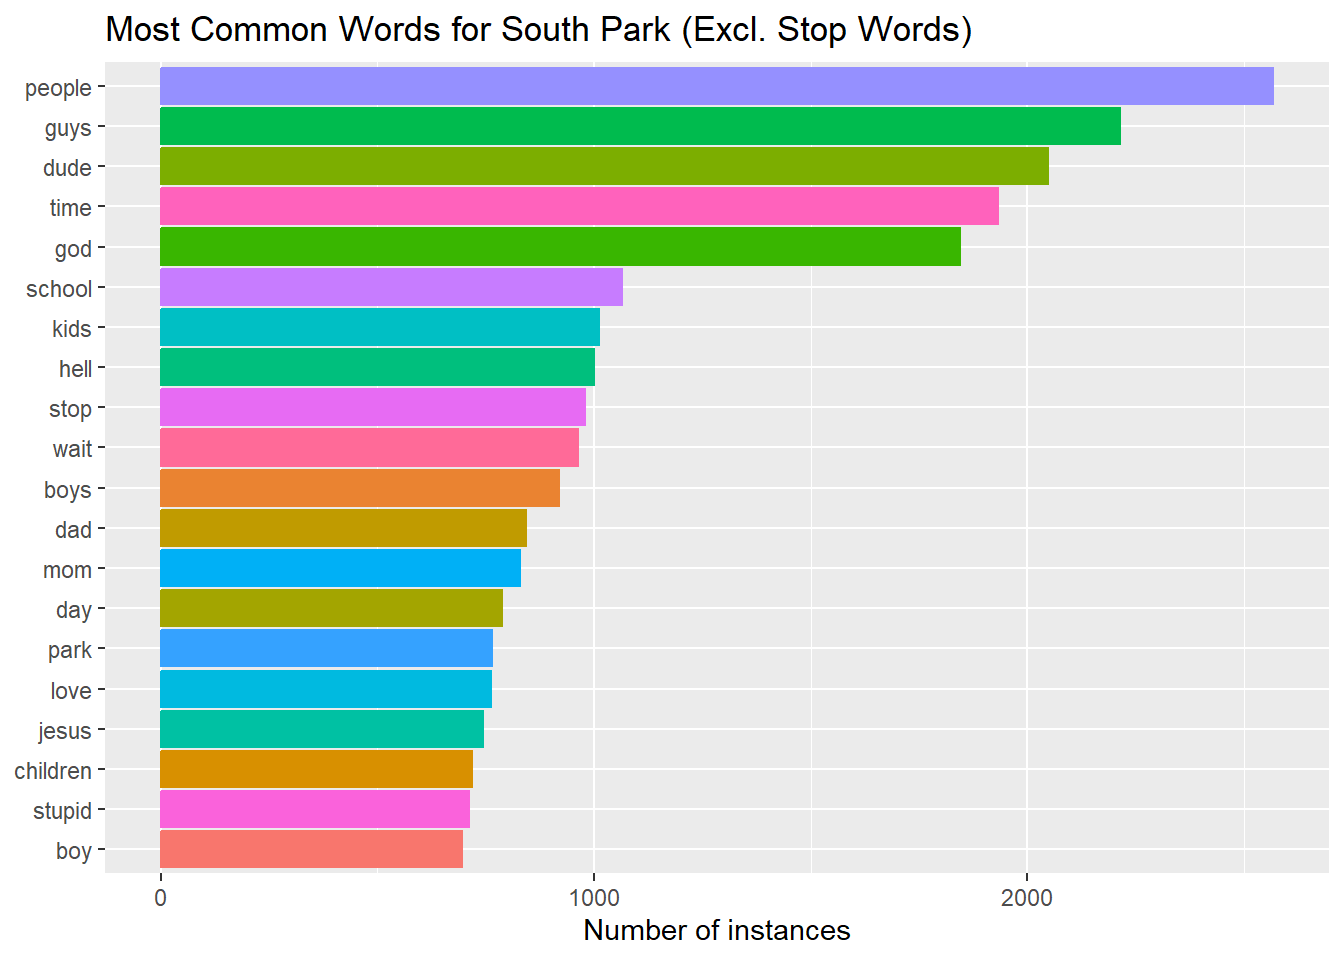 Most Common Words for South Park (Excl. Stop Words)
people
guys
dude
time
god
school
kids
hell
stop
wait
boys
dad
mom
day
park
love
jesus
children
stupid
boy
0 1000 2000
Number of instances